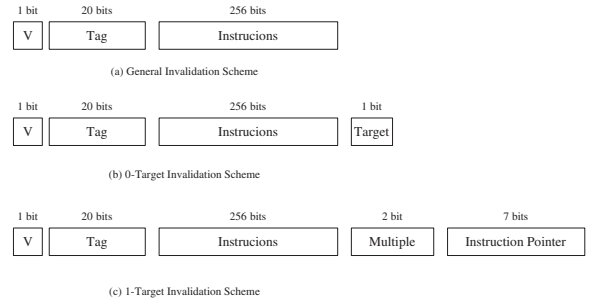 1 bit 20 bits 256 bits
V Tag Instrucions
(a) General Invalidation Scheme
1 bit 20 bits 256 bits 1 bit
V Tag Instrucions Target
(b) 0-Target Invalidation Scheme
1 bit 20 bits 256 bits 2 bit 7 bits
V Tag Instrucions Multiple Instruction Pointer
(c) 1-Target Invalidation Scheme